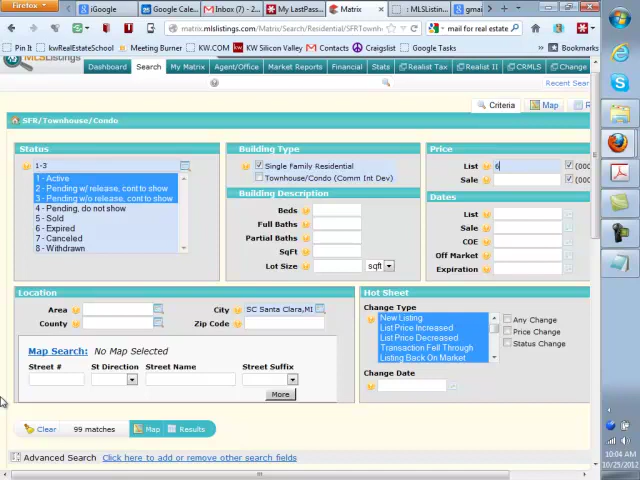 Firefox
iGoogle
Google Cale...
Inbox (7) - 2...
My LastPass...
Matrix
MLSListing...
gmai
matrix.mlslistings.com/Matrix/Search/Residential/SFRTownh
mail for real estate
Pin It
kwRealEstateSchool
Meeting Burner
KW.COM
KW Silicon Valley
Craigslist
Google Tasks
Bookmarks
MLSListings
Dashboard
Search
My Matrix
Agent/Office
Market Reports
Financial
Stats
Realist Tax
Realist II
CRMLS
Change
Recent Sear
Criteria
Map
R
SFR/Townhouse/Condo
Status
1-3
1 - Active
2 - Pending w/ release, cont to show
3 - Pending w/o release, cont to show
4 - Pending, do not show
5 - Sold
6 - Expired
7 - Canceled
8 - Withdrawn
Building Type
Single Family Residential
Townhouse/Condo (Comm Int Dev)
Building Description
Beds
Full Baths
Partial Baths
SqFt
Lot Size
sqft
Price
List 6
(000
Sale
(000
Dates
List
Sale
COE
Off Market
Expiration
Location
Area
City SC Santa Clara,MI
County
Zip Code
Map Search: No Map Selected
Street #
St Direction
Street Name
Street Suffix
More
Hot Sheet
Change Type
New Listing
List Price Increased
List Price Decreased
Transaction Fell Through
Listing Back On Market
Any Change
Price Change
Status Change
Change Date
Clear
99 matches
Map
Results
Advanced Search
Click here to add or remove other search fields
10:04 AM
10/25/2012